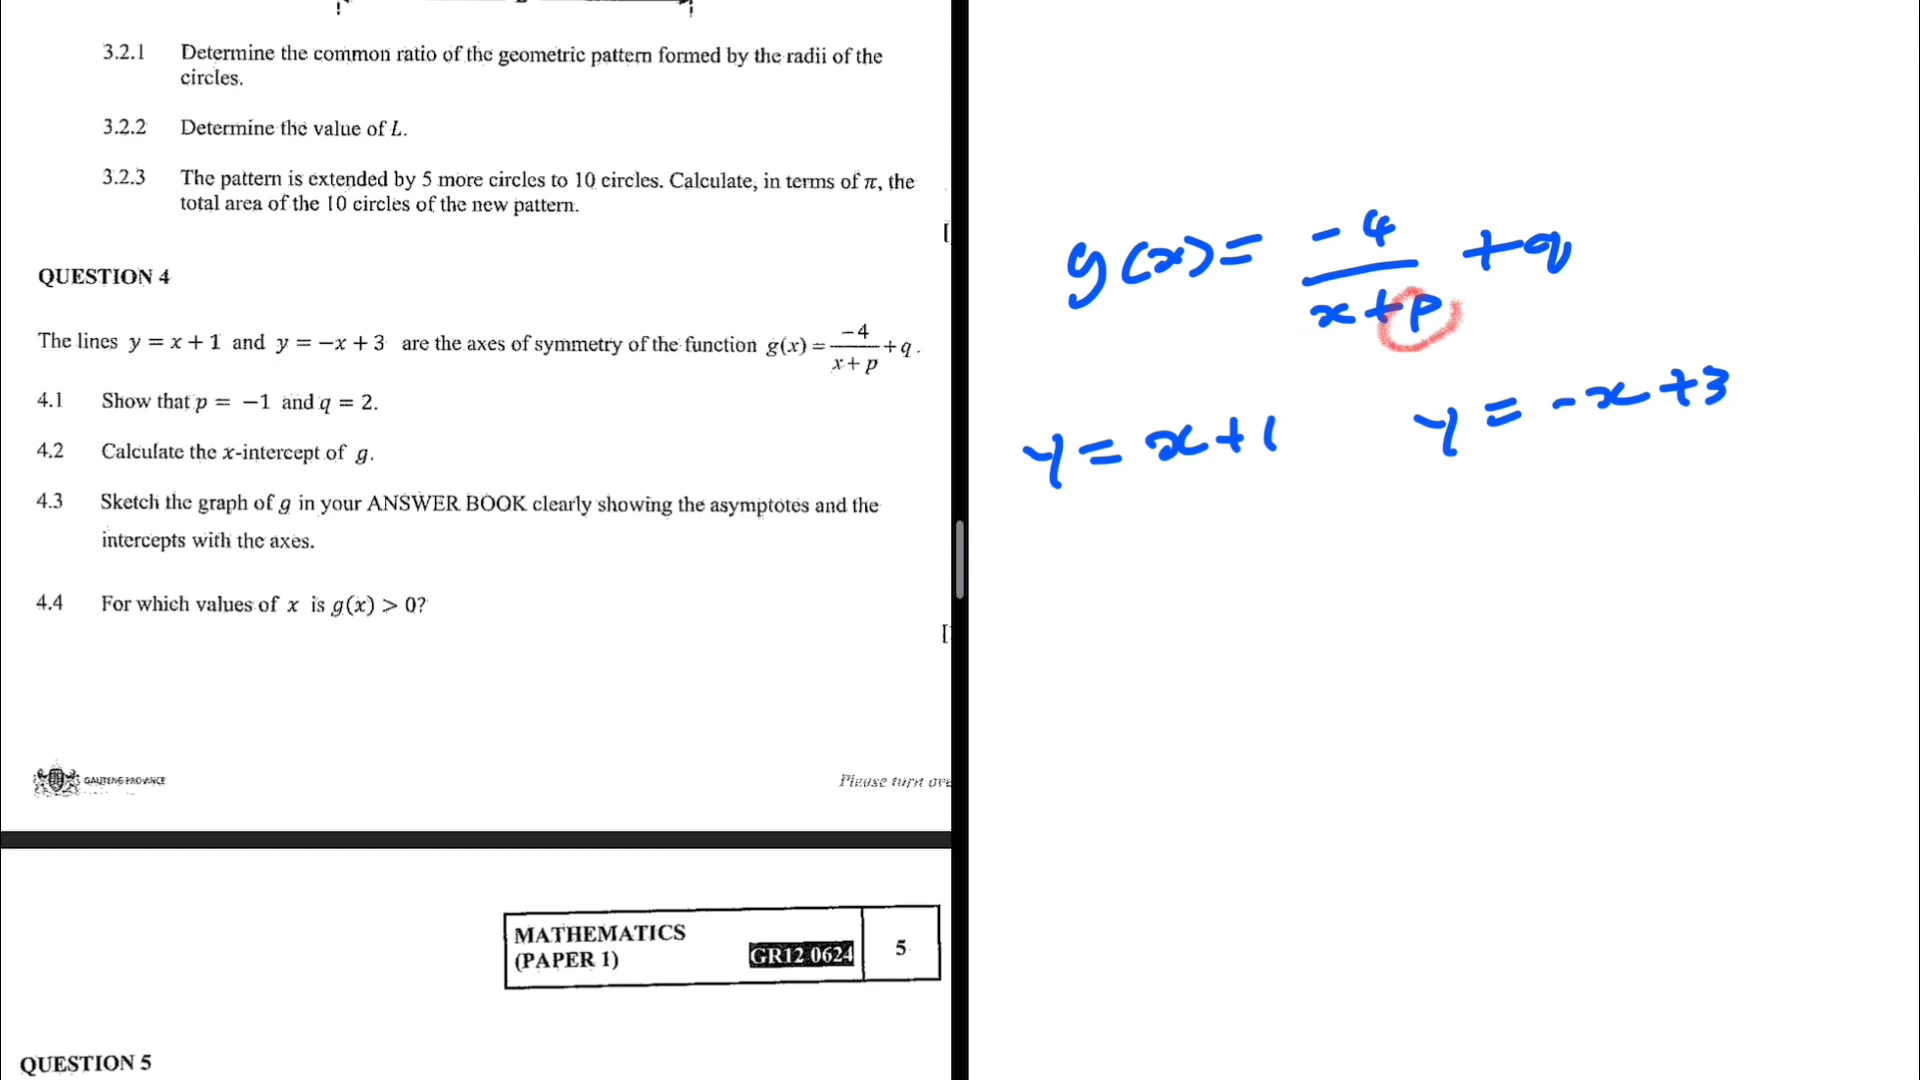 3.2.1 Determine the common ratio of the geometric pattern formed by the radii of the
circles.
3.2.2 Determine the value of L.
3.2.3 The pattern is extended by 5 more circles to 10 circles. Calculate, in terms of π, the
total area of the 10 circles of the new pattern.
[
QUESTION 4
The lines y = x + 1 and y = −x + 3 are the axes of symmetry of the function g(x) = −4/(x + p) + q .
4.1 Show that p = −1 and q = 2.
4.2 Calculate the x-intercept of g.
4.3 Sketch the graph of g in your ANSWER BOOK clearly showing the asymptotes and the
intercepts with the axes.
4.4 For which values of x is g(x) > 0?
[
GAUTENG PROVINCE
Please turn ove
MATHEMATICS
(PAPER 1)
GR12 0624
5
QUESTION 5
g(x) = −4/(x + p) + q
y = x + 1
y = −x + 3